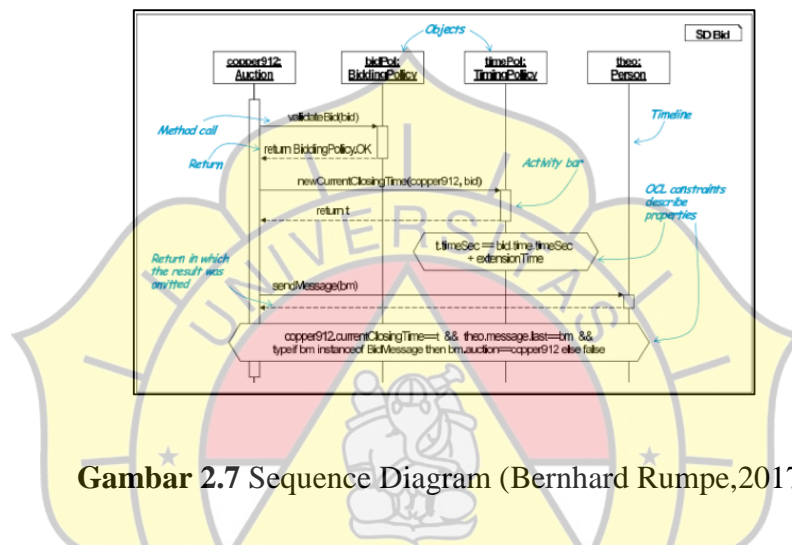 Objects
SD Bid
copper912:
Auction
bidPol:
BiddingPolicy
timePol:
TimingPolicy
theo:
Person
validateBid(bid)
Method call
Timeline
return BiddingPolicy.OK
Return
Activity bar
newCurrentClosingTime(copper912, bid)
return t
OCL constraints
describe
properties
t.timeSec == bid.time.timeSec
+ extensionTime
Return in which
the result was
omitted
sendMessage(bm)
copper912.currentClosingTime==t && theo.message.last==bm &&
typeif bm instanceof BidMessage then bm.auction==copper912 else false
UNIVERSITAS
Gambar 2.7 Sequence Diagram (Bernhard Rumpe,2017